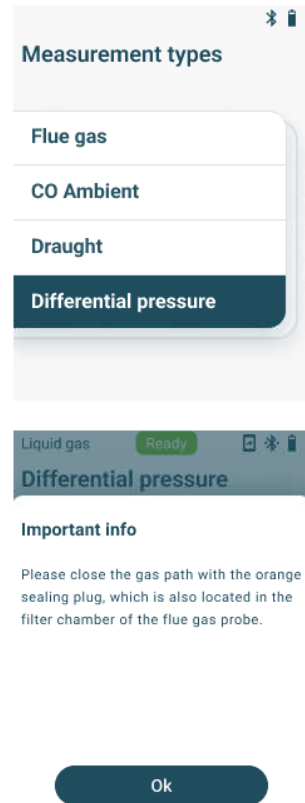 Measurement types
Flue gas
CO Ambient
Draught
Differential pressure
Liquid gas Ready
Differential pressure
Important info
Please close the gas path with the orange
sealing plug, which is also located in the
filter chamber of the flue gas probe.
Ok